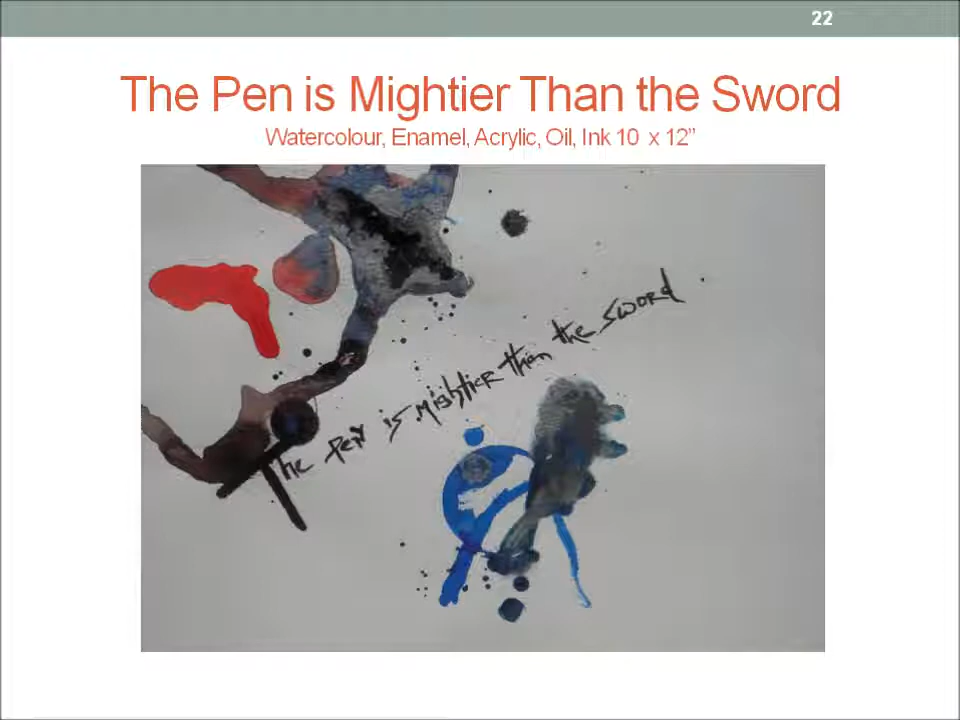 22
The Pen is Mightier Than the Sword
Watercolour, Enamel, Acrylic, Oil, Ink 10 x 12”
The pen is mightier than the sword